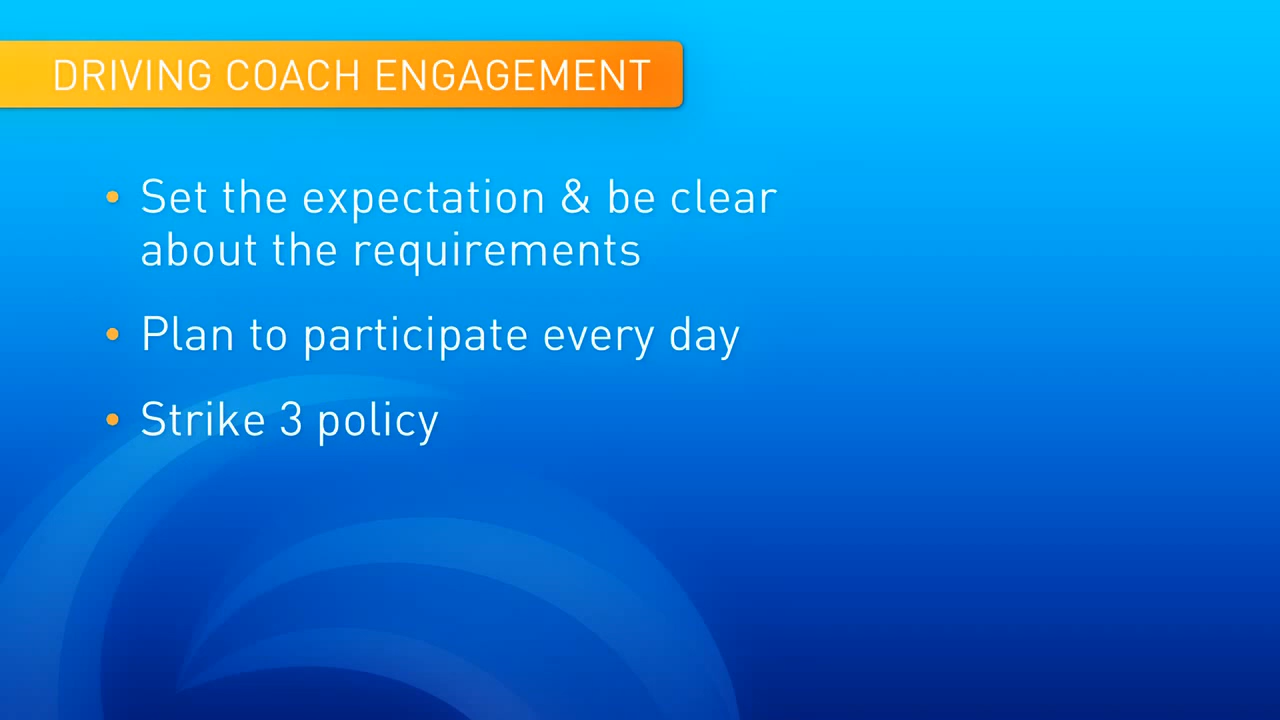 DRIVING COACH ENGAGEMENT
• Set the expectation & be clear
about the requirements
• Plan to participate every day
• Strike 3 policy